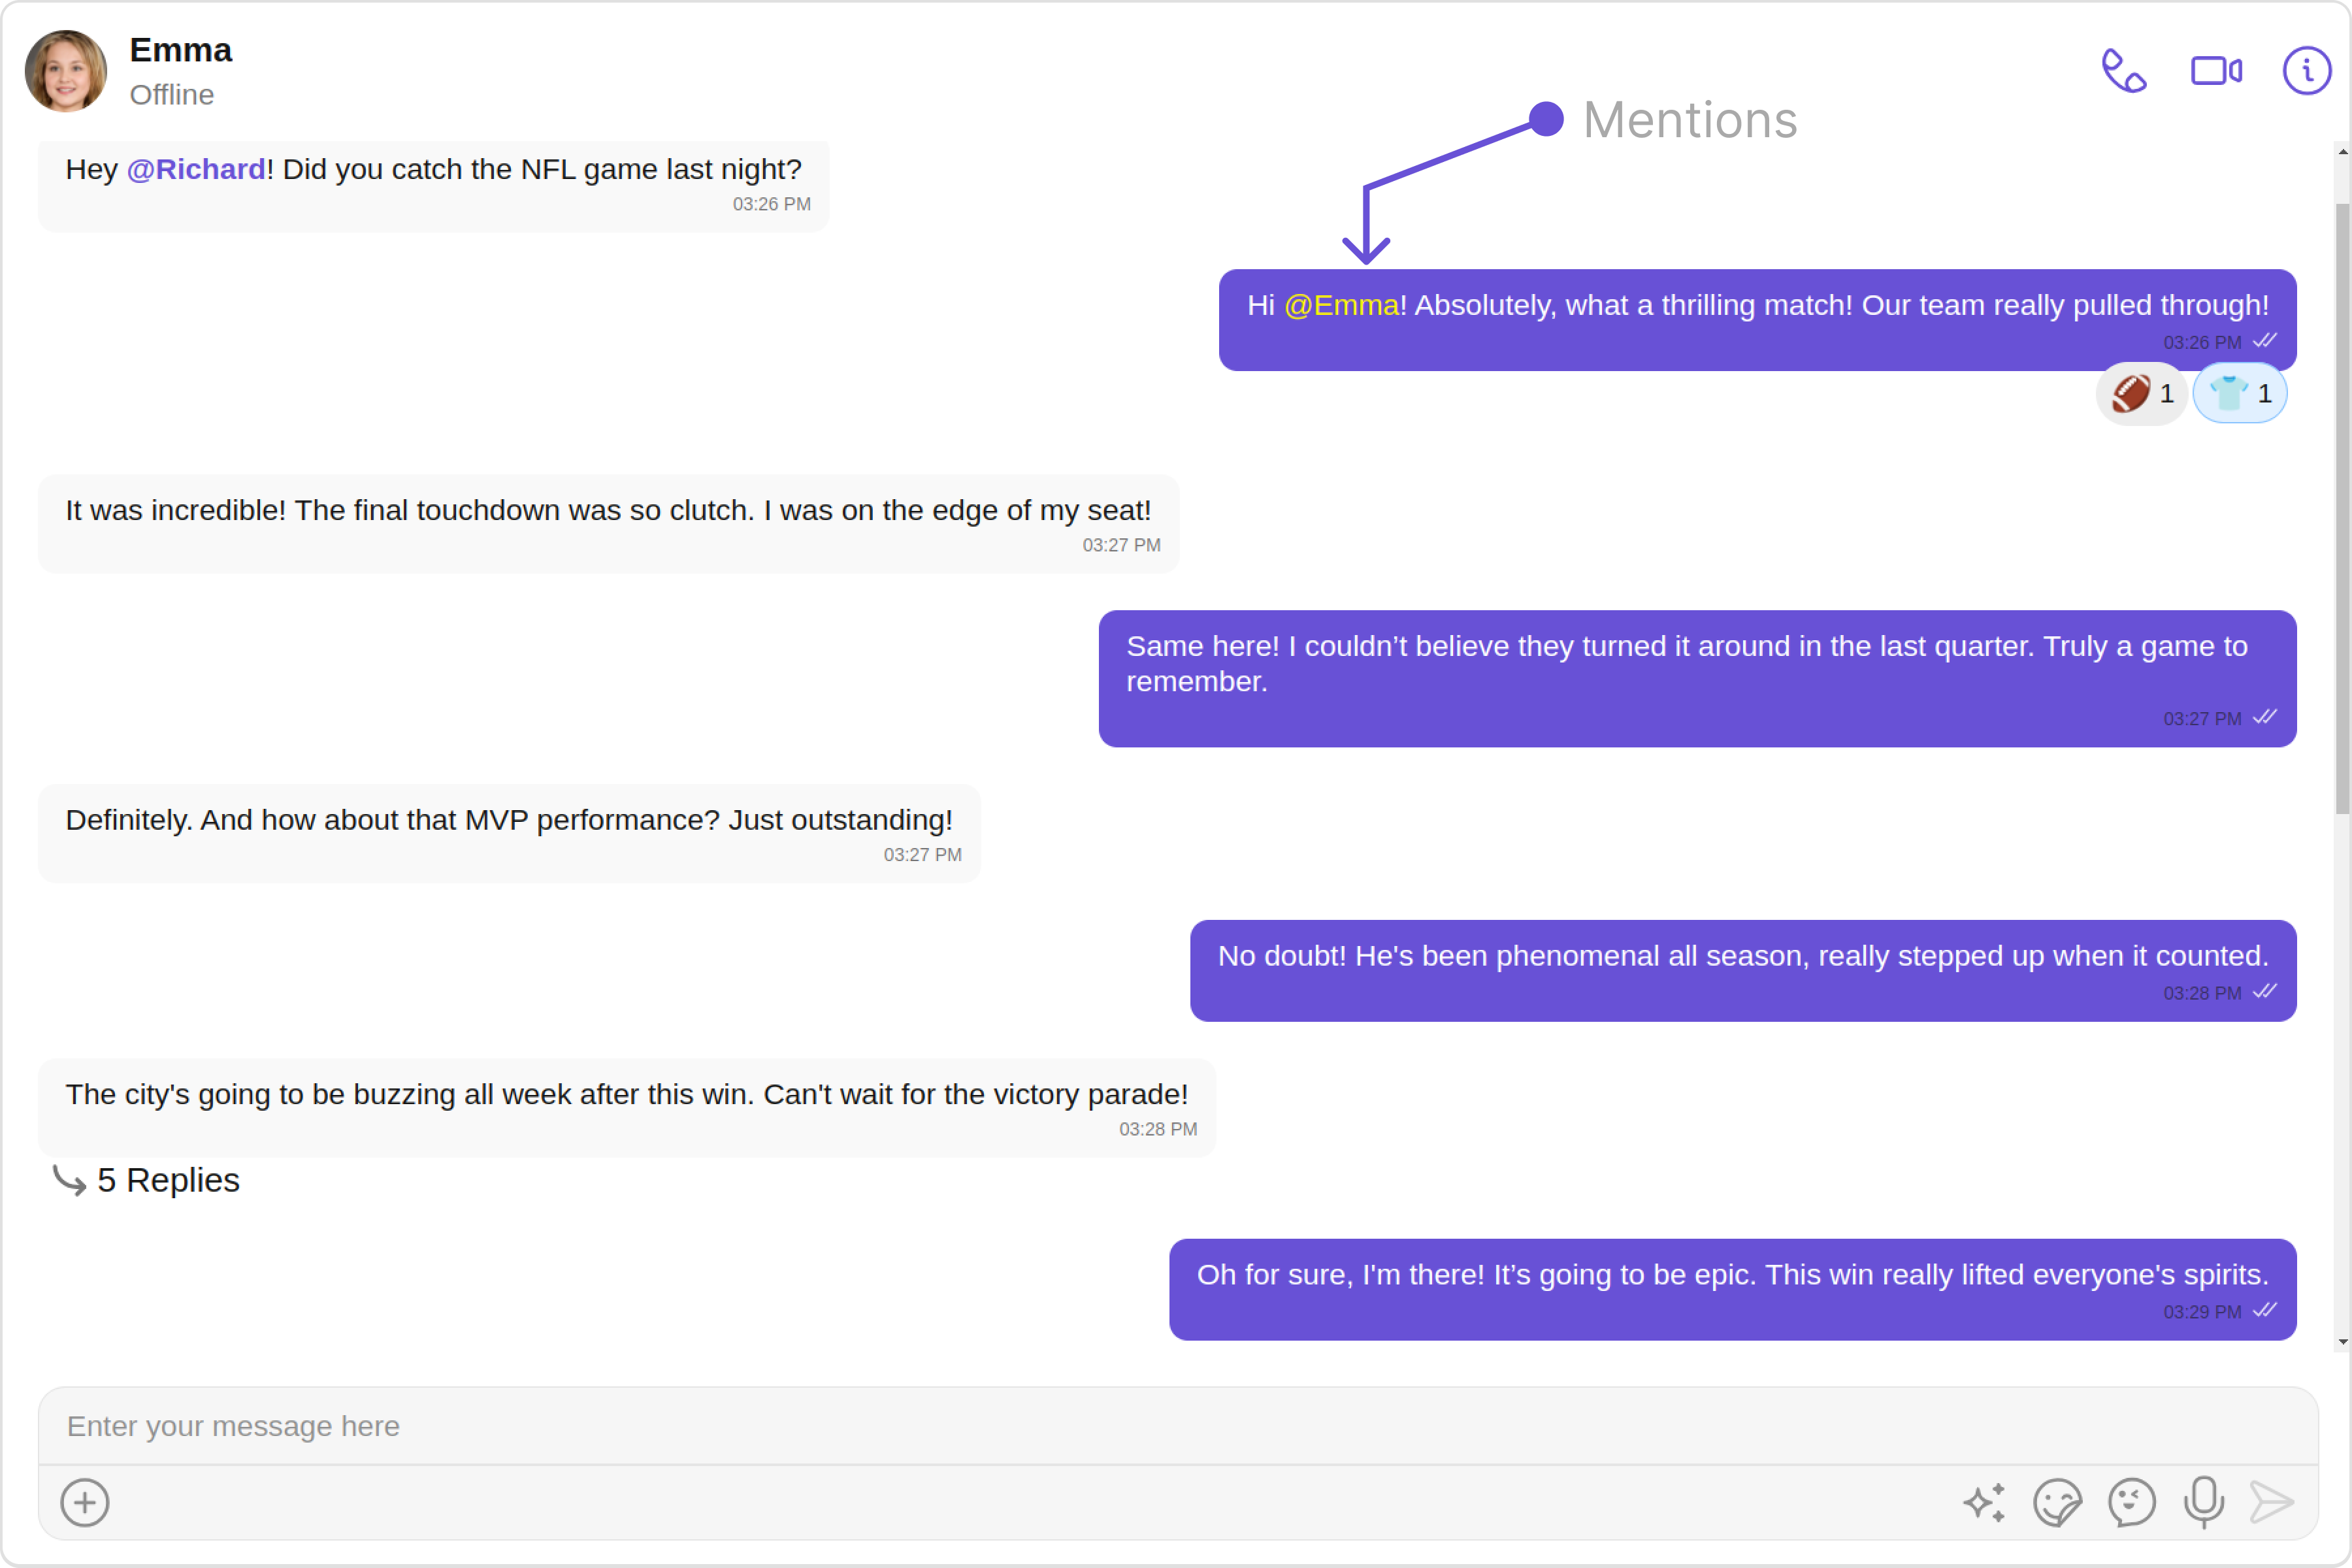 Emma
Offline
Mentions
Hey @Richard! Did you catch the NFL game last night?
03:26 PM
Hi @Emma! Absolutely, what a thrilling match! Our team really pulled through!
03:26 PM
1 1
It was incredible! The final touchdown was so clutch. I was on the edge of my seat!
03:27 PM
Same here! I couldn’t believe they turned it around in the last quarter. Truly a game to
remember.
03:27 PM
Definitely. And how about that MVP performance? Just outstanding!
03:27 PM
No doubt! He's been phenomenal all season, really stepped up when it counted.
03:28 PM
The city's going to be buzzing all week after this win. Can't wait for the victory parade!
03:28 PM
5 Replies
Oh for sure, I'm there! It’s going to be epic. This win really lifted everyone's spirits.
03:29 PM
Enter your message here